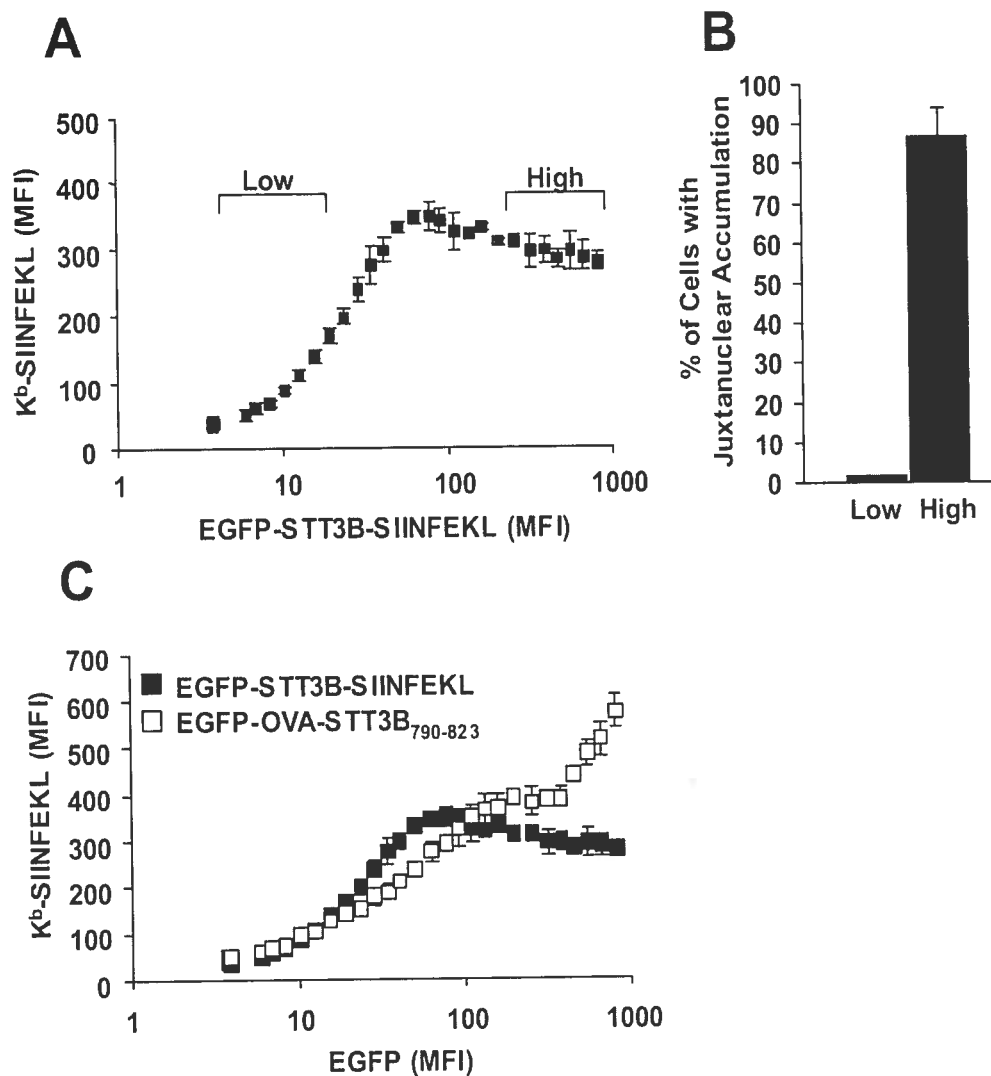 A
K^b-SIINFEKL (MFI)
500
400
300
200
100
0
Low
High
1
10
100
1000
EGFP-STT3B-SIINFEKL (MFI)
B
% of Cells with
Juxtanuclear Accumulation
100
90
80
70
60
50
40
30
20
10
0
Low High
C
K^b-SIINFEKL (MFI)
700
600
500
400
300
200
100
0
EGFP-STT3B-SIINFEKL
EGFP-OVA-STT3B790-823
1
10
100
1000
EGFP (MFI)